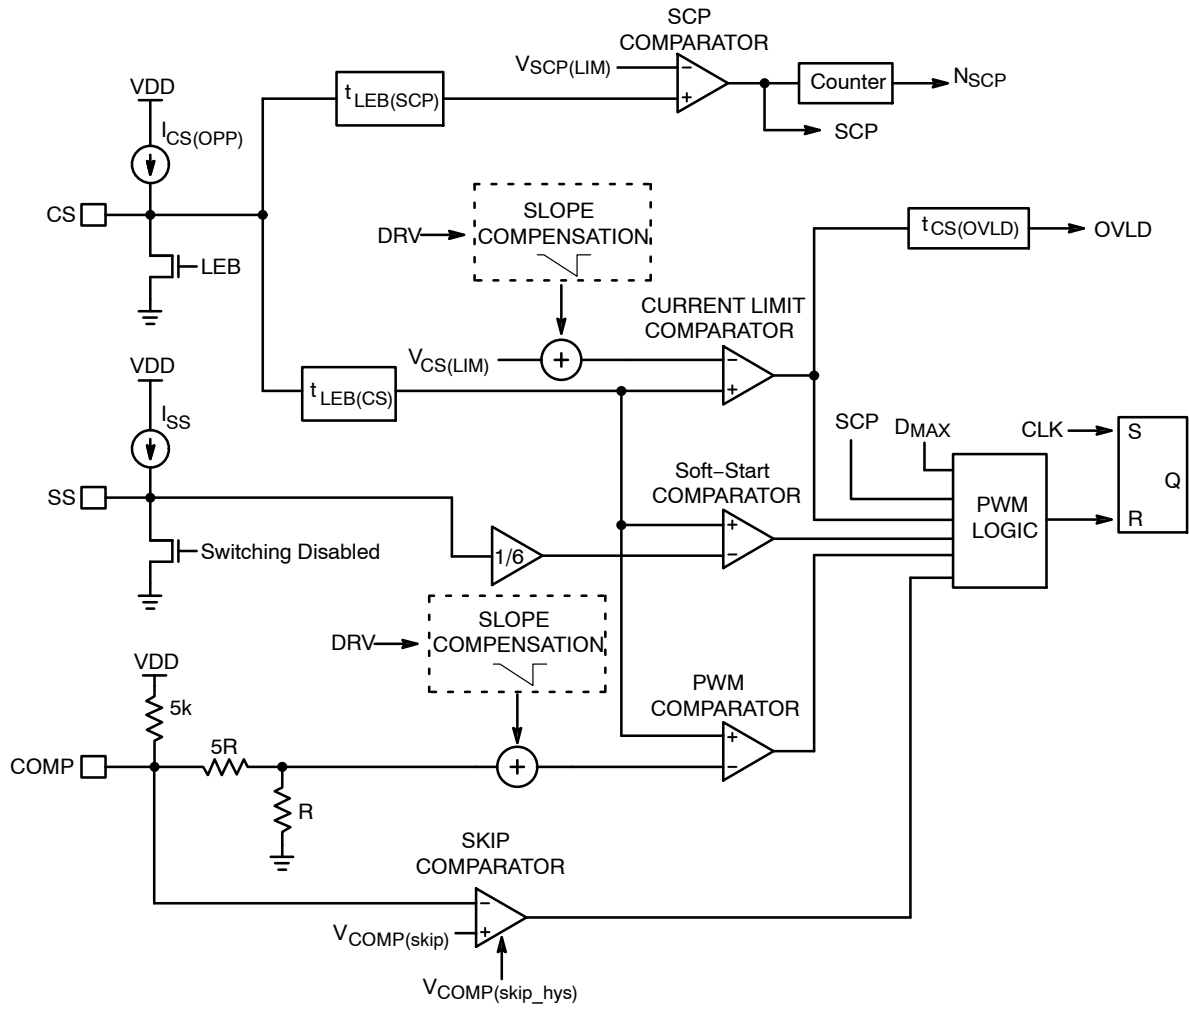 SCP
COMPARATOR
VSCP(LIM)
−
+
Counter
NSCP
SCP
VDD
ICS(OPP)
tLEB(SCP)
CS
LEB
DRV
SLOPE
COMPENSATION
tCS(OVLD)
OVLD
CURRENT LIMIT
COMPARATOR
VCS(LIM)
+
−
+
tLEB(CS)
VDD
ISS
SS
Switching Disabled
SCP
DMAX
CLK
S
Q
R
PWM
LOGIC
Soft−Start
COMPARATOR
+
−
1/6
DRV
SLOPE
COMPENSATION
VDD
5k
PWM
COMPARATOR
+
−
COMP
5R
+
R
SKIP
COMPARATOR
−
+
VCOMP(skip)
VCOMP(skip_hys)